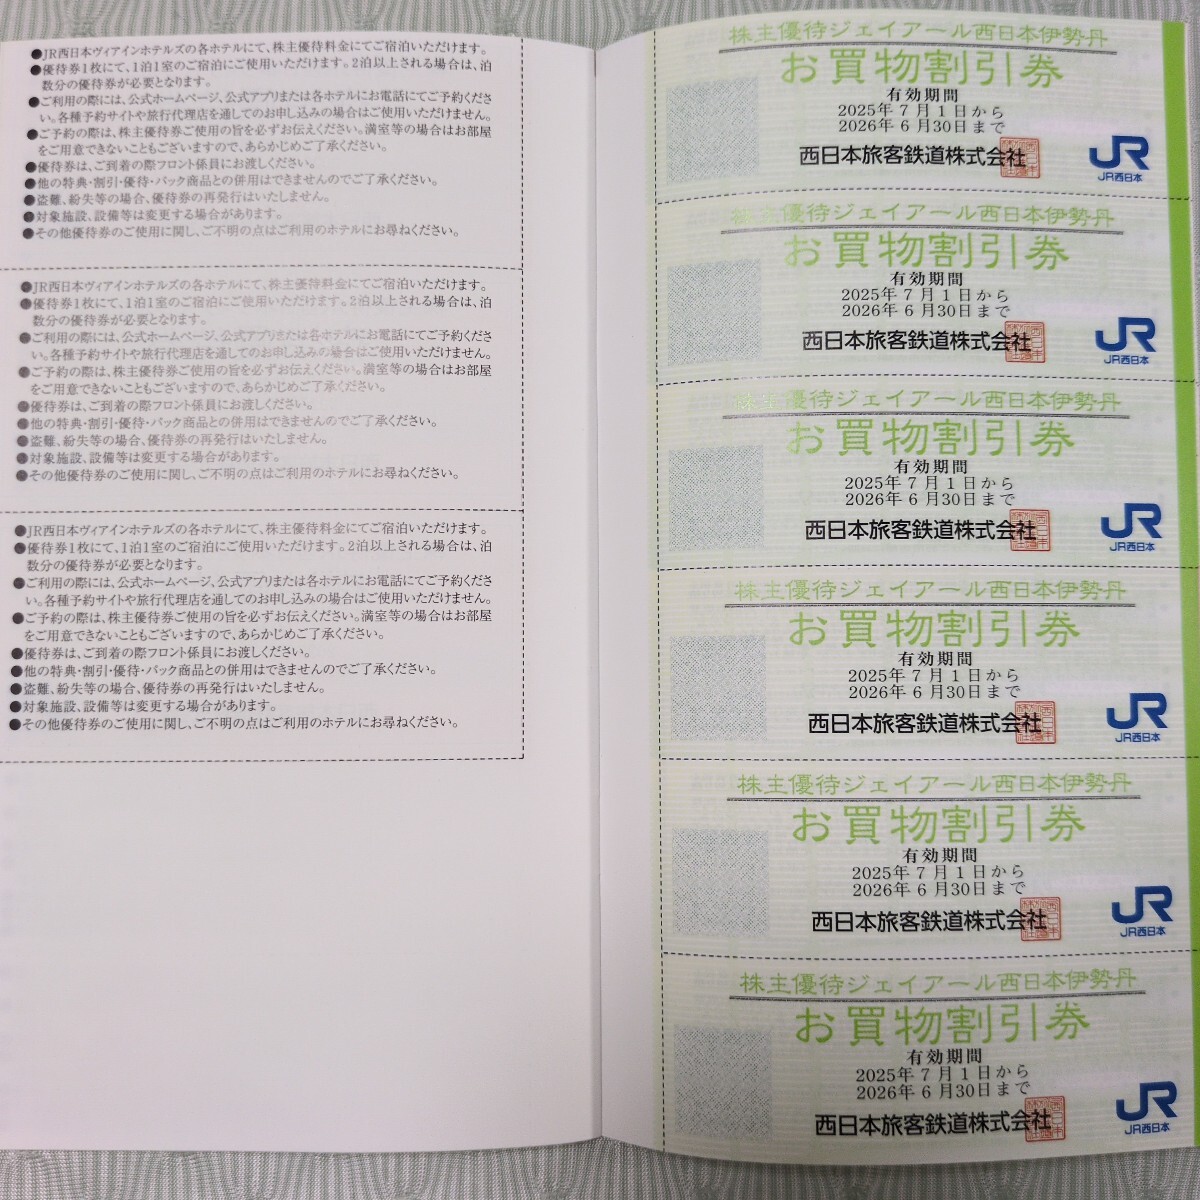 ●JR西日本ヴィアインホテルズの各ホテルにて、株主優待料金にてご宿泊いただけます。
●優待券1枚にて、1泊1室のご宿泊にご使用いただけます。2泊以上される場合は、泊
数分の優待券が必要となります。
●ご利用の際には、公式ホームページ、公式アプリまたは各ホテルにお電話にてご予約くださ
い。各種予約サイトや旅行代理店を通してのお申し込みの場合はご使用いただけません。
●ご予約の際は、株主優待券ご使用の旨を必ずお伝えください。満室等の場合はお部屋
をご用意できないこともございますので、あらかじめご了承ください。
●優待券は、ご到着の際フロント係員にお渡しください。
●他の特典・割引・優待・パック商品との併用はできませんのでご了承ください。
●盗難、紛失等の場合、優待券の再発行はいたしません。
●対象施設、設備等は変更する場合があります。
●その他優待券のご使用に関し、ご不明の点はご利用のホテルにお尋ねください。
●JR西日本ヴィアインホテルズの各ホテルにて、株主優待料金にてご宿泊いただけます。
●優待券1枚にて、1泊1室のご宿泊にご使用いただけます。2泊以上される場合は、泊
数分の優待券が必要となります。
●ご利用の際には、公式ホームページ、公式アプリまたは各ホテルにお電話にてご予約くださ
い。各種予約サイトや旅行代理店を通してのお申し込みの場合はご使用いただけません。
●ご予約の際は、株主優待券ご使用の旨を必ずお伝えください。満室等の場合はお部屋
をご用意できないこともございますので、あらかじめご了承ください。
●優待券は、ご到着の際フロント係員にお渡しください。
●他の特典・割引・優待・パック商品との併用はできませんのでご了承ください。
●盗難、紛失等の場合、優待券の再発行はいたしません。
●対象施設、設備等は変更する場合があります。
●その他優待券のご使用に関し、ご不明の点はご利用のホテルにお尋ねください。
●JR西日本ヴィアインホテルズの各ホテルにて、株主優待料金にてご宿泊いただけます。
●優待券1枚にて、1泊1室のご宿泊にご使用いただけます。2泊以上される場合は、泊
数分の優待券が必要となります。
●ご利用の際には、公式ホームページ、公式アプリまたは各ホテルにお電話にてご予約くださ
い。各種予約サイトや旅行代理店を通してのお申し込みの場合はご使用いただけません。
●ご予約の際は、株主優待券ご使用の旨を必ずお伝えください。満室等の場合はお部屋
をご用意できないこともございますので、あらかじめご了承ください。
●優待券は、ご到着の際フロント係員にお渡しください。
●他の特典・割引・優待・パック商品との併用はできませんのでご了承ください。
●盗難、紛失等の場合、優待券の再発行はいたしません。
●対象施設、設備等は変更する場合があります。
●その他優待券のご使用に関し、ご不明の点はご利用のホテルにお尋ねください。
株主優待ジェイアール西日本伊勢丹
お買物割引券
有効期間
2025年7月1日から
2026年6月30日まで
西日本旅客鉄道株式会社
JR
JR西日本
株主優待ジェイアール西日本伊勢丹
お買物割引券
有効期間
2025年7月1日から
2026年6月30日まで
西日本旅客鉄道株式会社
JR
JR西日本
株主優待ジェイアール西日本伊勢丹
お買物割引券
有効期間
2025年7月1日から
2026年6月30日まで
西日本旅客鉄道株式会社
JR
JR西日本
株主優待ジェイアール西日本伊勢丹
お買物割引券
有効期間
2025年7月1日から
2026年6月30日まで
西日本旅客鉄道株式会社
JR
JR西日本
株主優待ジェイアール西日本伊勢丹
お買物割引券
有効期間
2025年7月1日から
2026年6月30日まで
西日本旅客鉄道株式会社
JR
JR西日本
株主優待ジェイアール西日本伊勢丹
お買物割引券
有効期間
2025年7月1日から
2026年6月30日まで
西日本旅客鉄道株式会社
JR
JR西日本